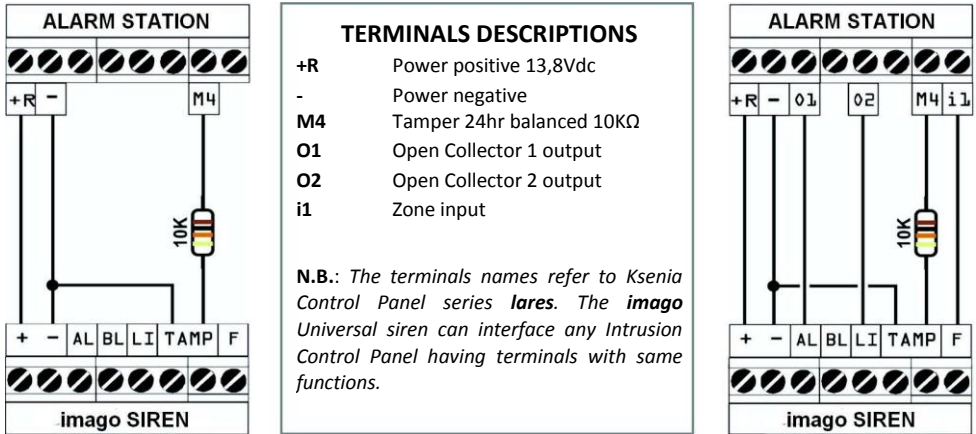 ALARM STATION
+R - M4
10K
+ - AL BL LI TAMP F
imago SIREN
TERMINALS DESCRIPTIONS
+R Power positive 13,8Vdc
- Power negative
M4 Tamper 24hr balanced 10KΩ
O1 Open Collector 1 output
O2 Open Collector 2 output
i1 Zone input
N.B.: The terminals names refer to Ksenia
Control Panel series lares. The imago
Universal siren can interface any Intrusion
Control Panel having terminals with same
functions.
ALARM STATION
+R - O1 O2 M4 i1
10K
+ - AL BL LI TAMP F
imago SIREN